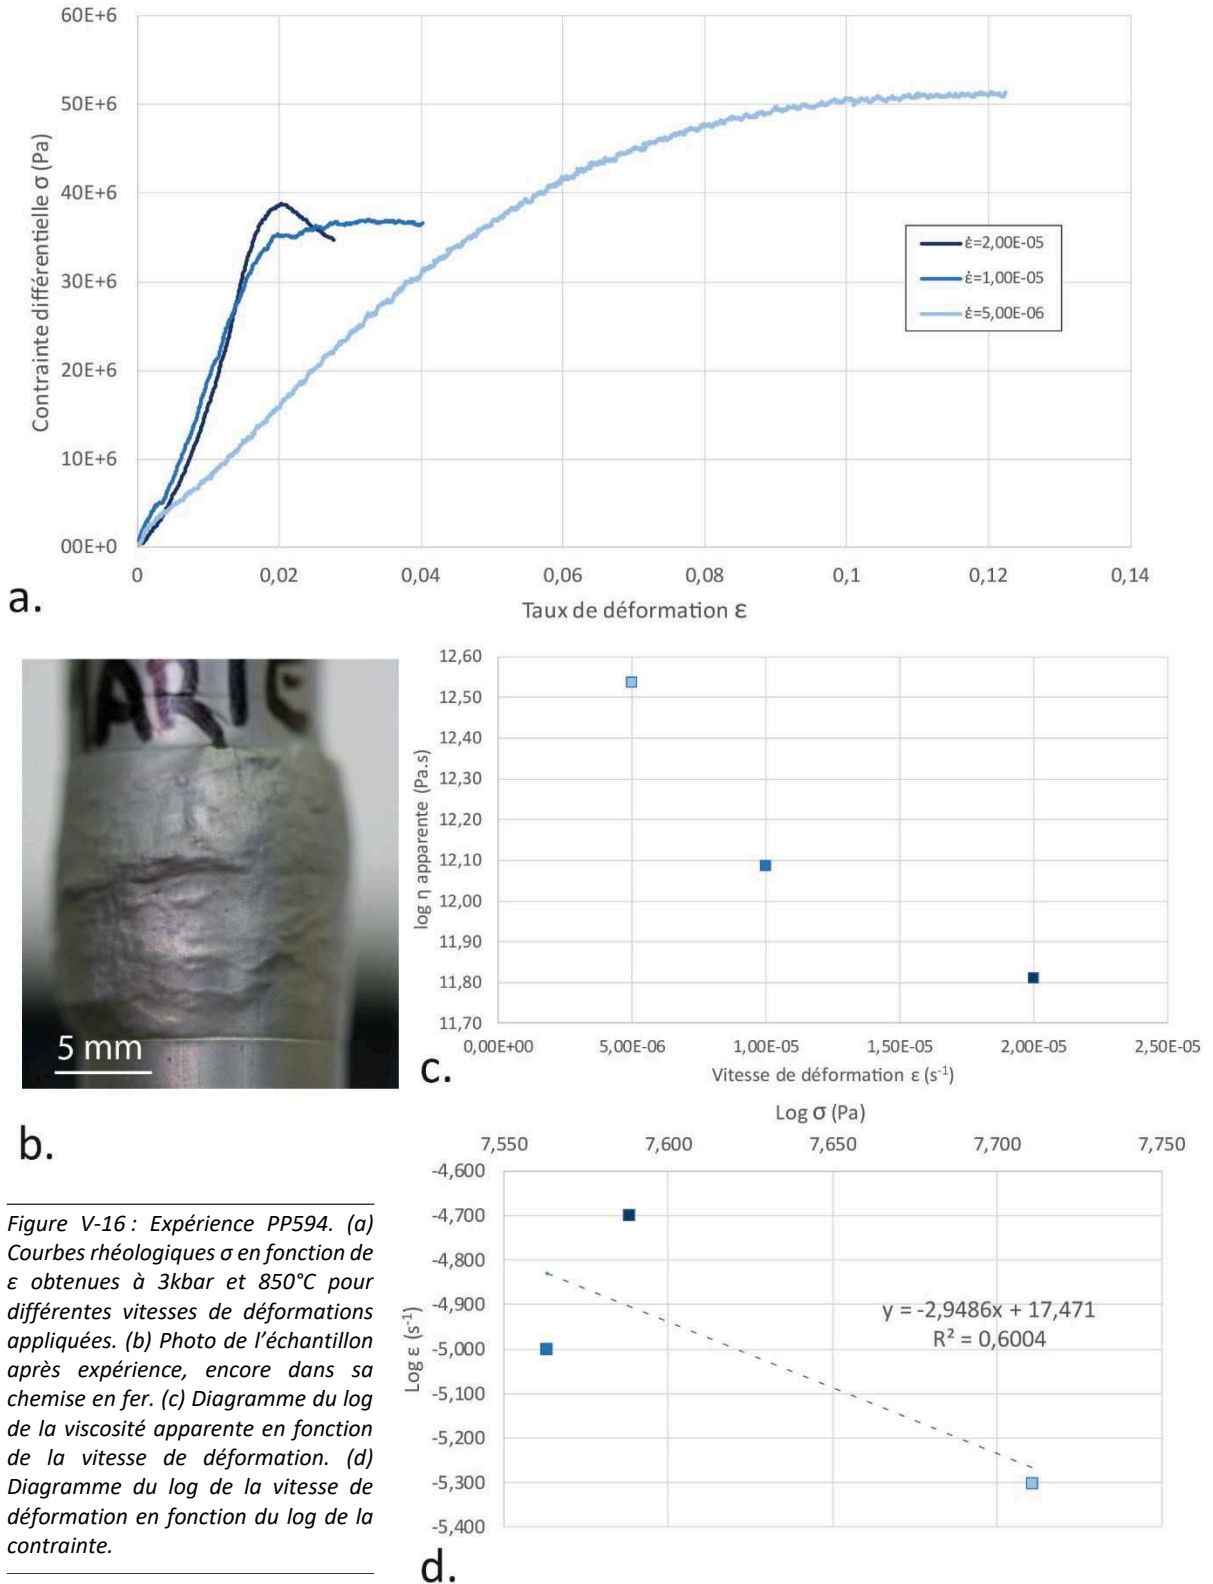 60E+6
50E+6
40E+6
30E+6
20E+6
10E+6
00E+0
Contrainte différentielle σ (Pa)
ε̇=2,00E-05
ε̇=1,00E-05
ε̇=5,00E-06
0 0,02 0,04 0,06 0,08 0,1 0,12 0,14
Taux de déformation ε
a.
5 mm
b.
12,60
12,50
12,40
12,30
12,20
12,10
12,00
11,90
11,80
11,70
log η apparente (Pa.s)
0,00E+00 5,00E-06 1,00E-05 1,50E-05 2,00E-05 2,50E-05
Vitesse de déformation ε (s⁻¹)
c.
Log σ (Pa)
7,550 7,600 7,650 7,700 7,750
-4,600
-4,700
-4,800
-4,900
-5,000
-5,100
-5,200
-5,300
-5,400
Log ε (s⁻¹)
y = -2,9486x + 17,471
R² = 0,6004
d.
Figure V-16 : Expérience PP594. (a)
Courbes rhéologiques σ en fonction de
ε obtenues à 3kbar et 850°C pour
différentes vitesses de déformations
appliquées. (b) Photo de l'échantillon
après expérience, encore dans sa
chemise en fer. (c) Diagramme du log
de la viscosité apparente en fonction
de la vitesse de déformation. (d)
Diagramme du log de la vitesse de
déformation en fonction du log de la
contrainte.